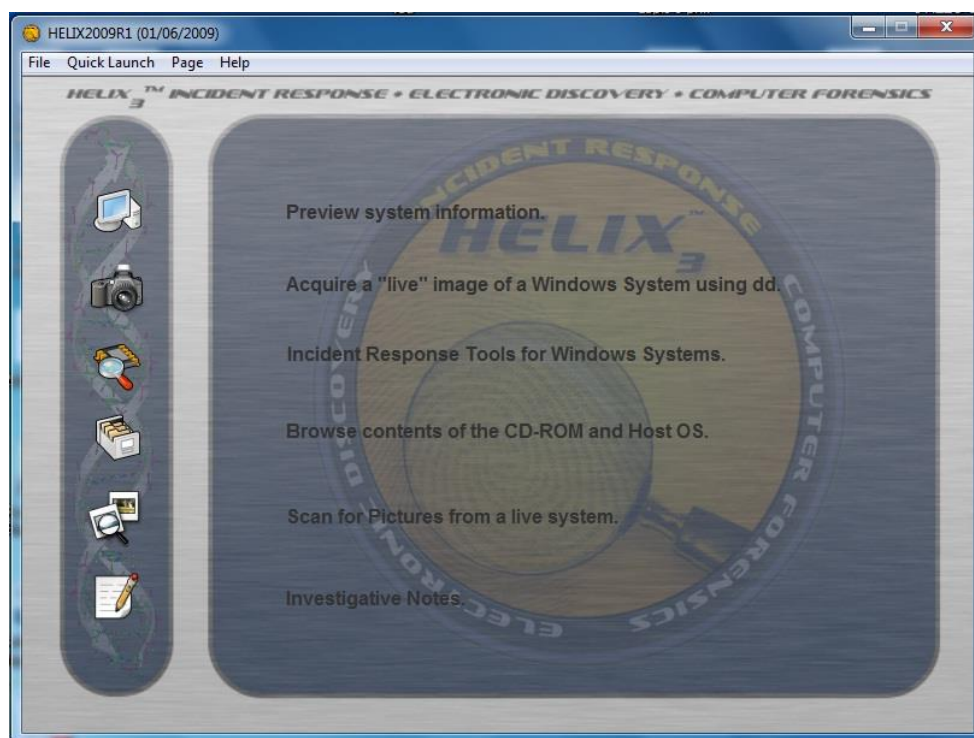 HELIX2009R1 (01/06/2009)
File Quick Launch Page Help
HELIX3™ INCIDENT RESPONSE • ELECTRONIC DISCOVERY • COMPUTER FORENSICS
INCIDENT RESPONSE
HELIX3™
COMPUTER FORENSICS
ELECTRONIC DISCOVERY
Preview system information.
Acquire a "live" image of a Windows System using dd.
Incident Response Tools for Windows Systems.
Browse contents of the CD-ROM and Host OS.
Scan for Pictures from a live system.
Investigative Notes.